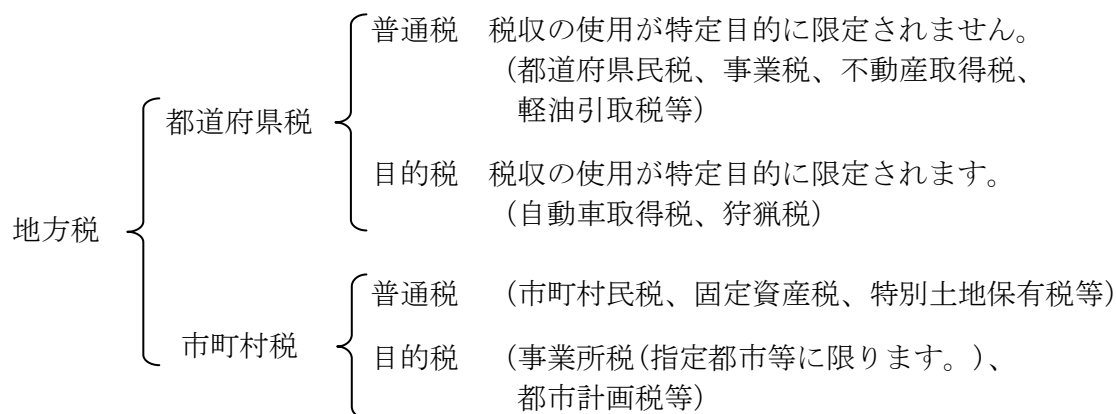 地方税
都道府県税
普通税 税収の使用が特定目的に限定されません。
(都道府県民税、事業税、不動産取得税、
軽油引取税等)
目的税 税収の使用が特定目的に限定されます。
(自動車取得税、狩猟税)
市町村税
普通税 (市町村民税、固定資産税、特別土地保有税等)
目的税 (事業所税(指定都市等に限ります。)、
都市計画税等)